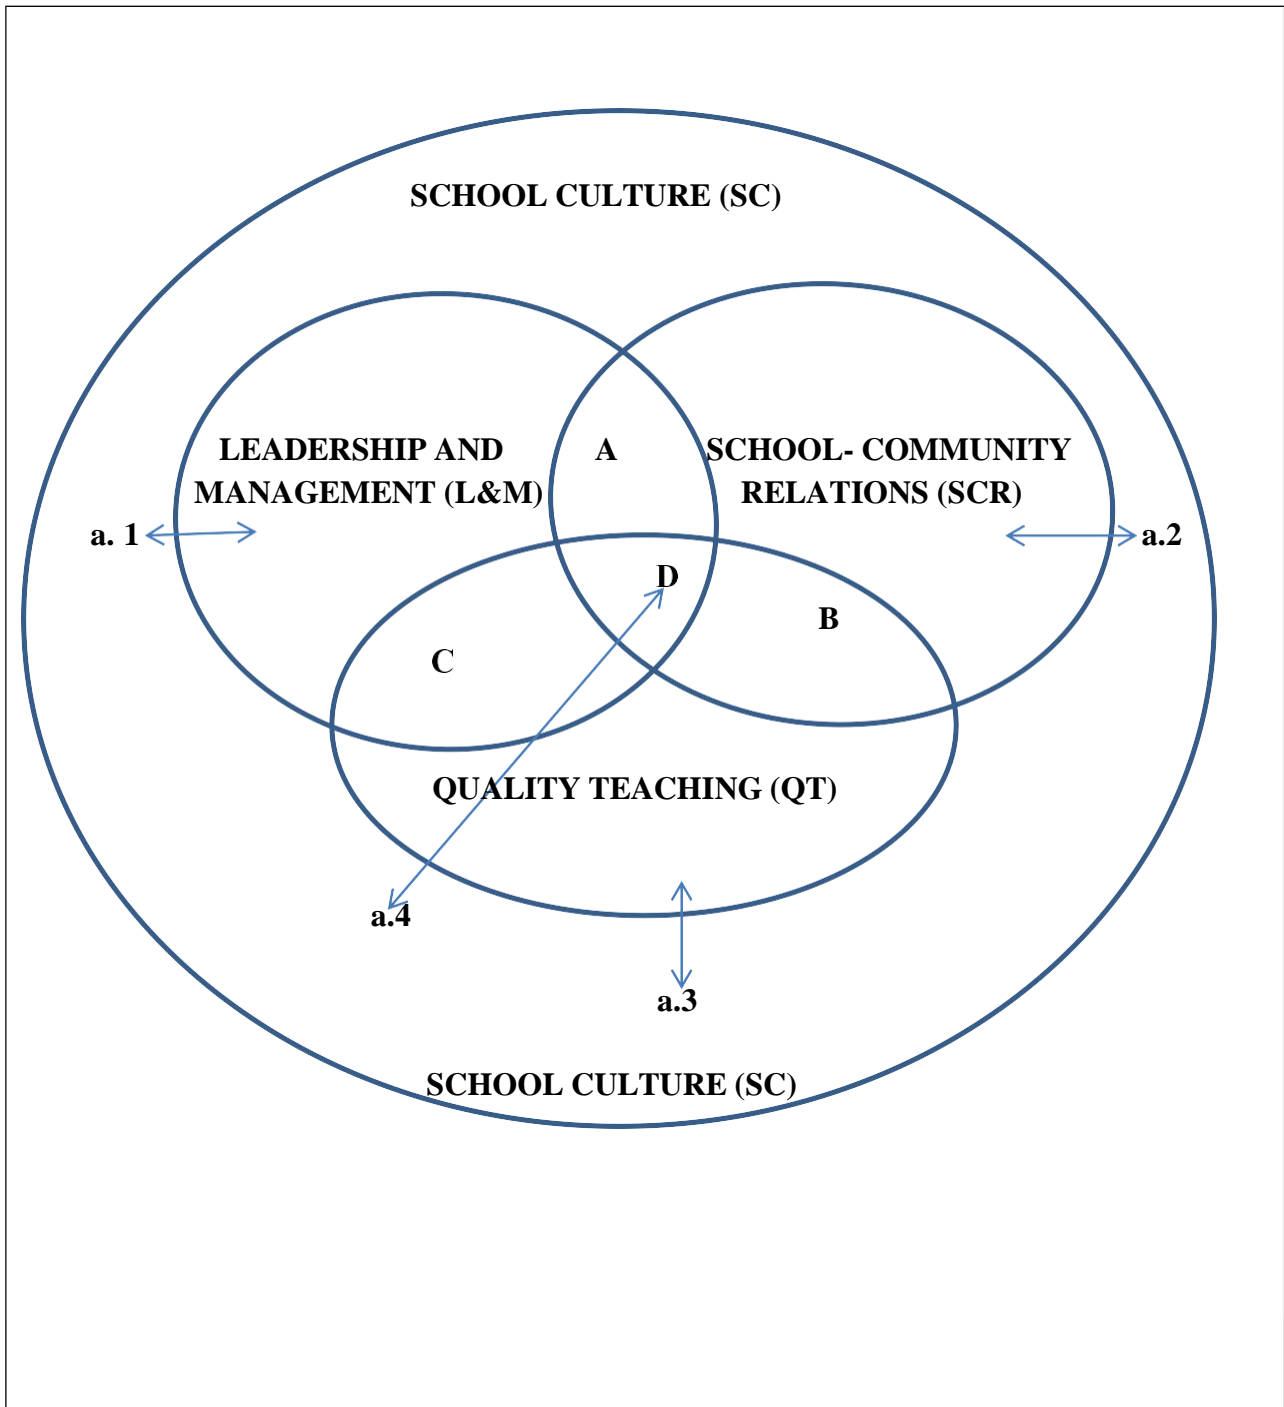 SCHOOL CULTURE (SC)
LEADERSHIP AND
MANAGEMENT (L&M)
A
SCHOOL- COMMUNITY
RELATIONS (SCR)
a. 1
a.2
D
B
C
QUALITY TEACHING (QT)
a.4
a.3
SCHOOL CULTURE (SC)